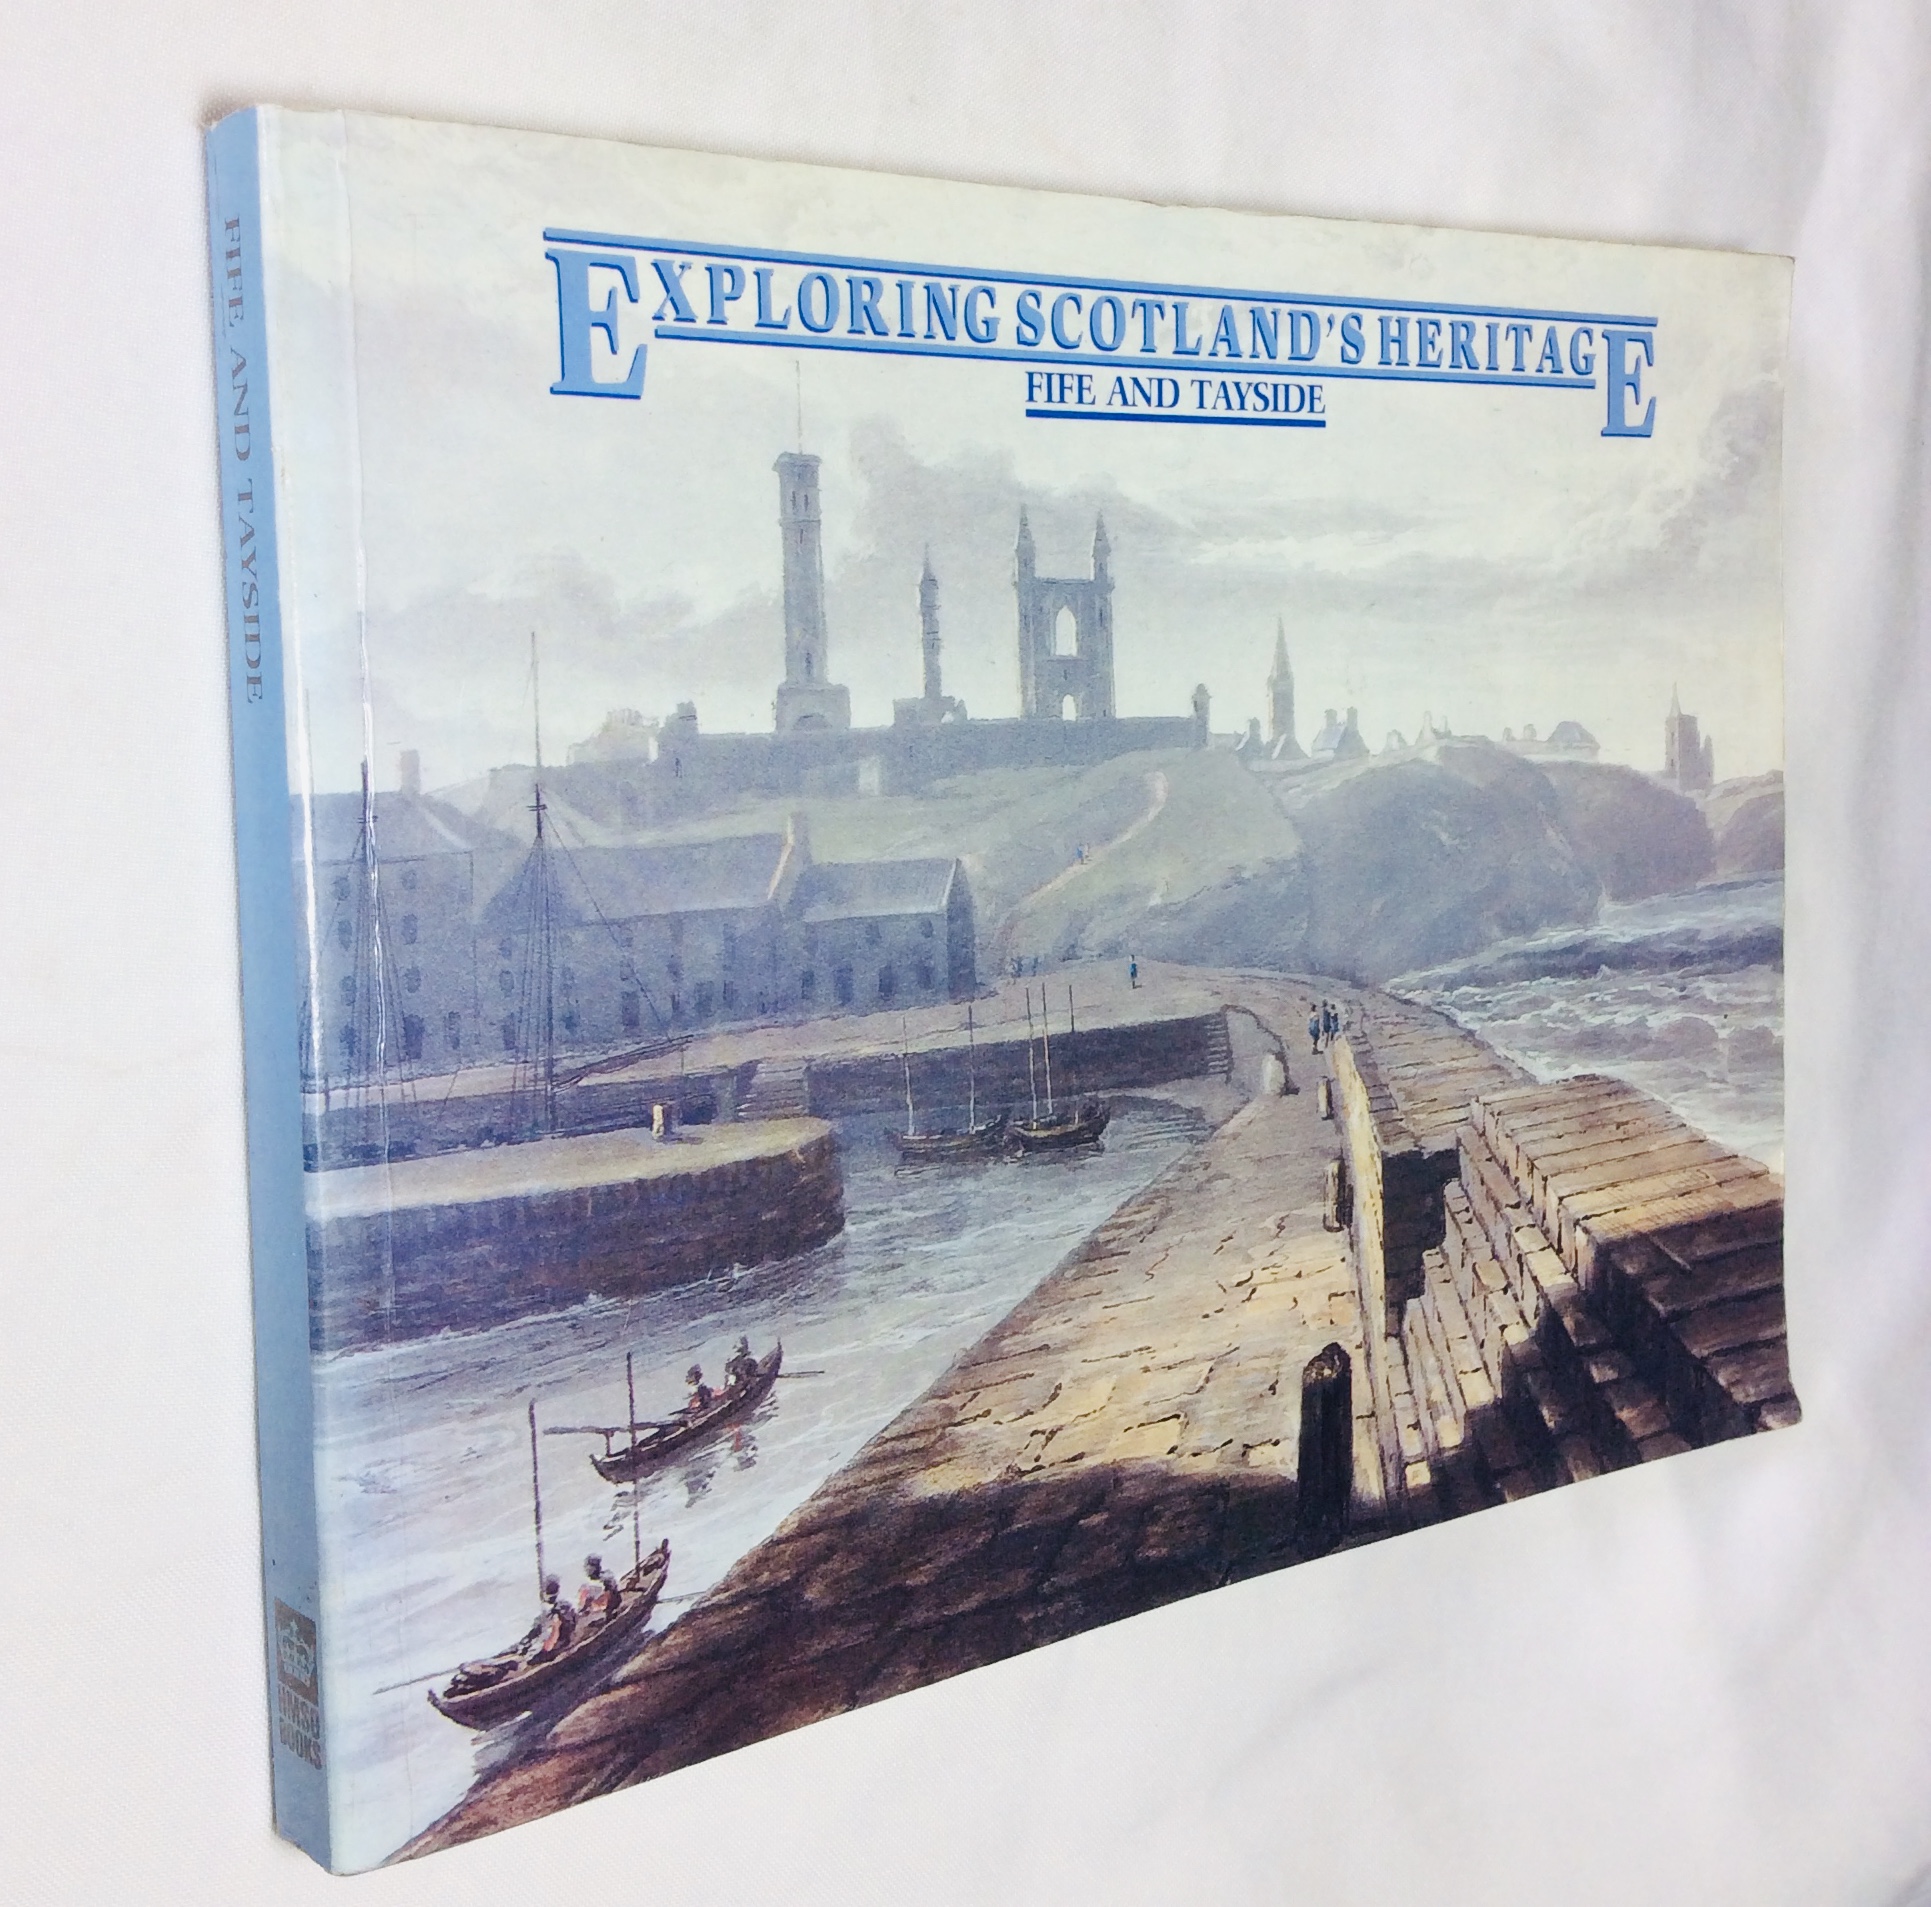 EXPLORING SCOTLAND'S HERITAGE
FIFE AND TAYSIDE
FIFE AND TAYSIDE
HMSO
BOOKS